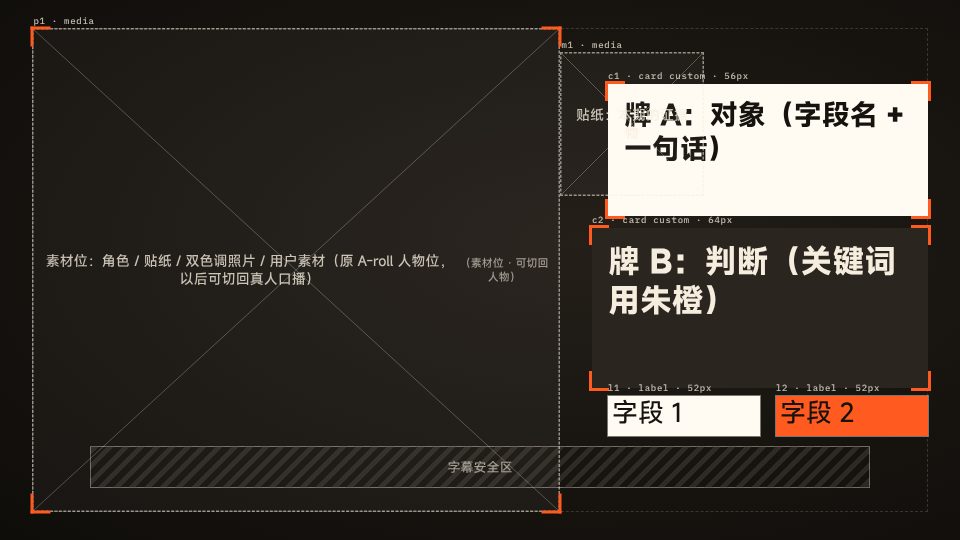 p1 · media
m1 · media
c1 · card custom · 56px
贴纸:
牌 A：对象（字段名 +
一句话）
c2 · card custom · 64px
牌 B：判断（关键词
用朱橙）
素材位：角色 / 贴纸 / 双色调照片 / 用户素材（原 A-roll 人物位，
以后可切回真人口播）
（素材位 · 可切回
人物）
l1 · label · 52px
l2 · label · 52px
字段 1
字段 2
字幕安全区